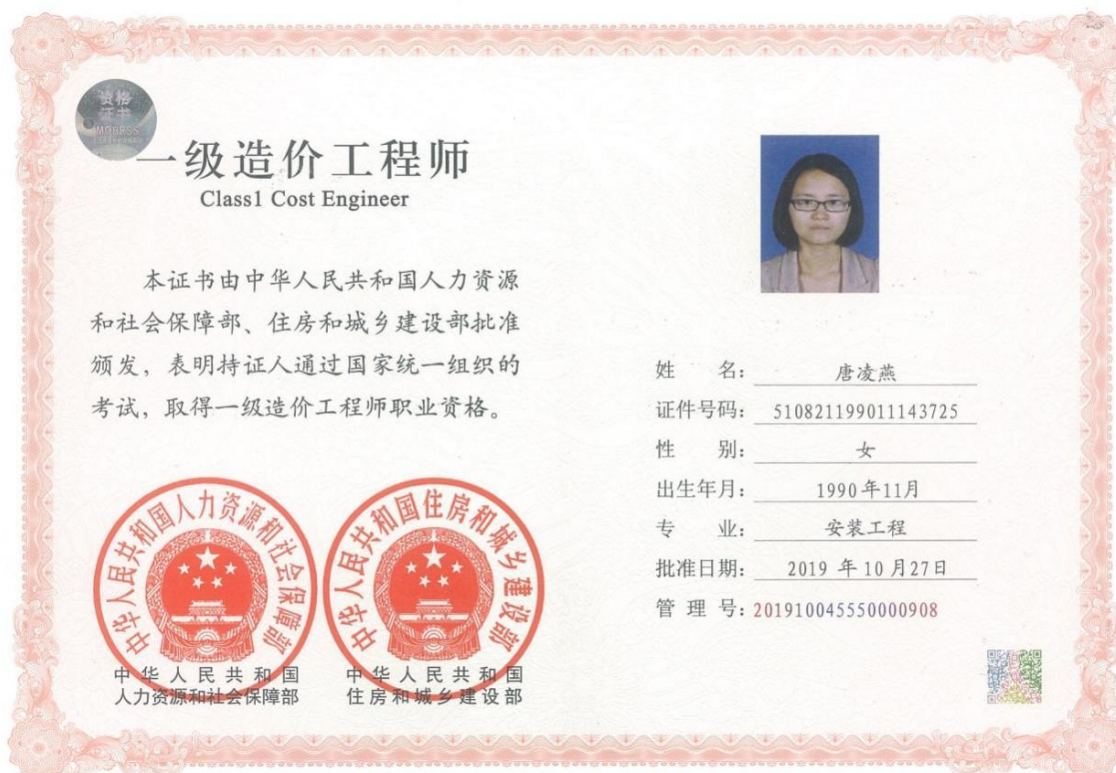 资格
证书
MOHRSS
一级造价工程师
Class1 Cost Engineer
本证书由中华人民共和国人力资源
和社会保障部、住房和城乡建设部批准
颁发，表明持证人通过国家统一组织的
考试，取得一级造价工程师职业资格。
中华人民共和国人力资源和社会保障部
中华人民共和国住房和城乡建设部
中华人民共和国
人力资源和社会保障部
中华人民共和国
住房和城乡建设部
姓名：唐凌燕
证件号码：510821199011143725
性别：女
出生年月：1990年11月
专业：安装工程
批准日期：2019年10月27日
管理号：201910045550000908